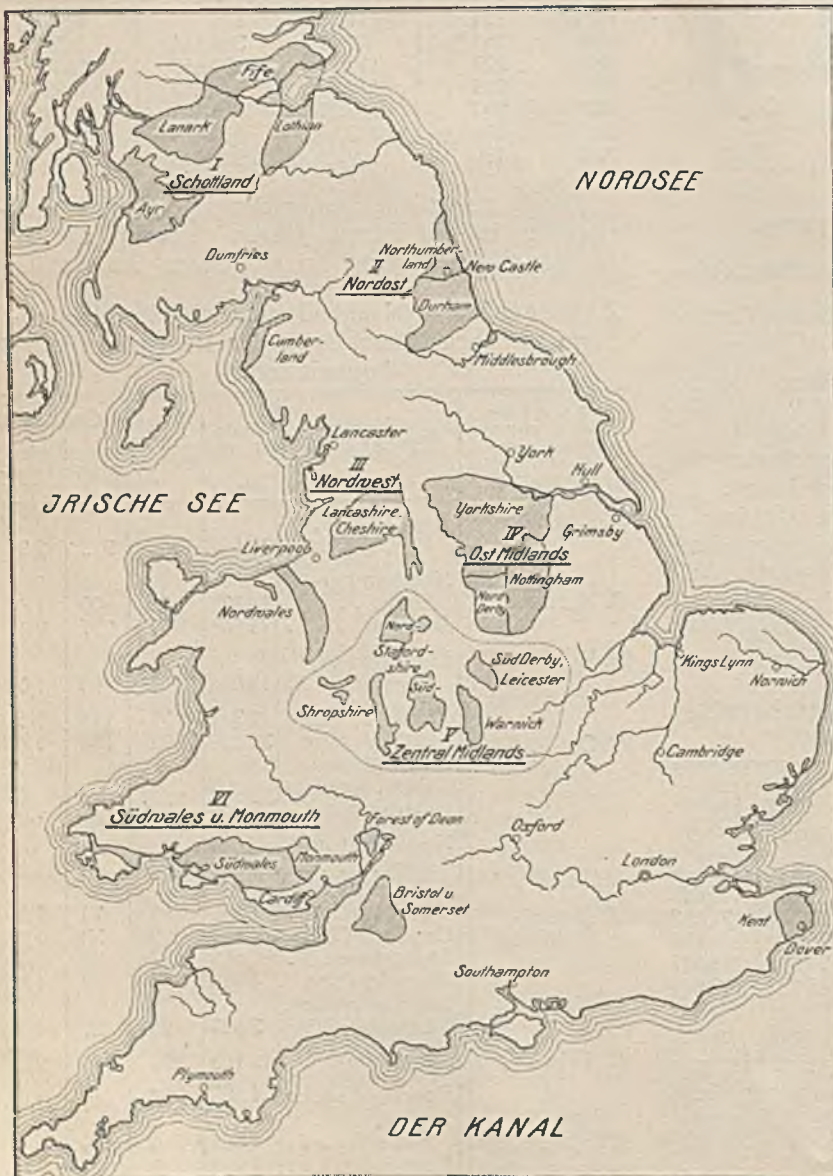 Fife
Lanark
Lothian
I
Schottland
Ayr
NORDSEE
Dumfries
Northumber-
land
II
Nordost
New Castle
Durham
Cumber-
land
Middlesbrough
Lancaster
York
Hull
III
Nordwest
JRISCHE SEE
Lancashire
Cheshire
Yorkshire
IV
Grimsby
Ost Midlands
Liverpool
Nottingham
Nord
Derby
Nordwales
Nord-
Stafford-
shire
Süd Derby,
Leicester
Kings Lynn
Norwich
Süd-
Shropshire
Warwick
V
Zentral Midlands
Cambridge
VI
Südwales u. Monmouth
Forest of Dean
Oxford
Südwales
Monmouth
London
Cardiff
Bristol u.
Somerset
Kent
Dover
Southampton
Plymouth
DER KANAL